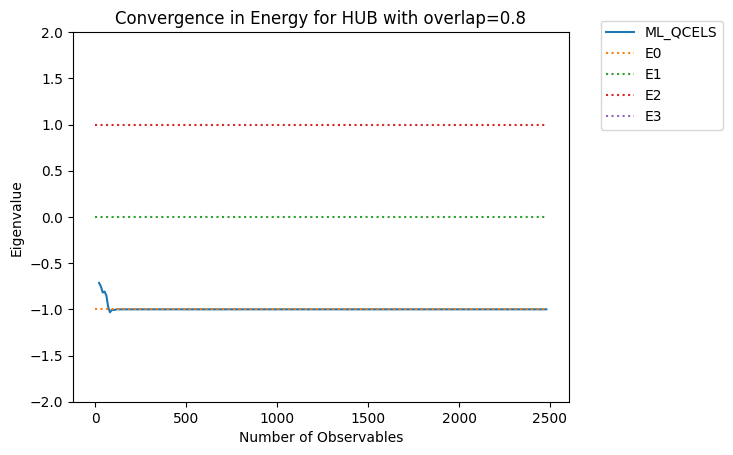 Convergence in Energy for HUB with overlap=0.8
2.0
1.5
1.0
0.5
0.0
−0.5
−1.0
−1.5
−2.0
Eigenvalue
0
500
1000
1500
2000
2500
Number of Observables
ML_QCELS
E0
E1
E2
E3